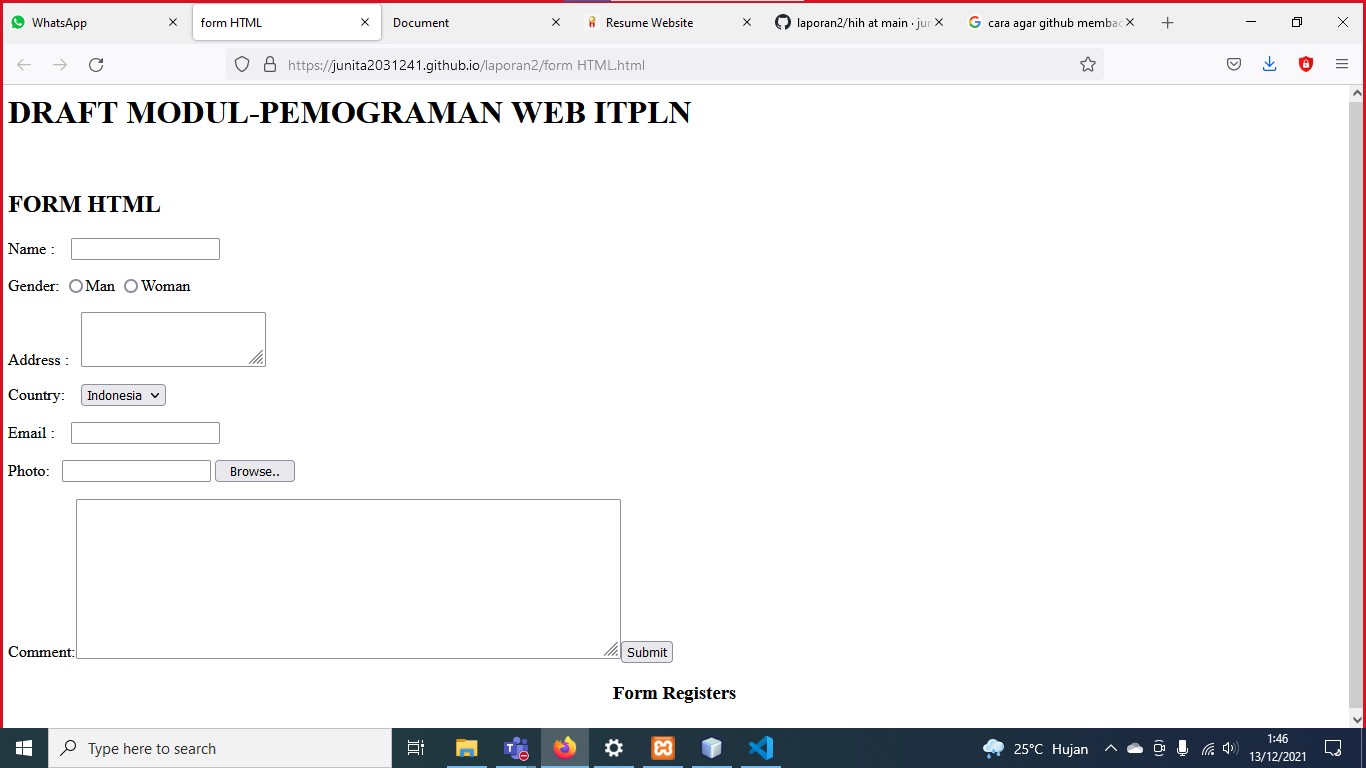 WhatsApp
form HTML
Document
Resume Website
laporan2/hih at main · jur
cara agar github membac
https://junita2031241.github.io/laporan2/form HTML.html
DRAFT MODUL-PEMOGRAMAN WEB ITPLN
FORM HTML
Name :
Gender: Man Woman
Address :
Country: Indonesia
Email :
Photo: Browse..
Comment: Submit
Form Registers
Type here to search
25°C Hujan
1:46
13/12/2021